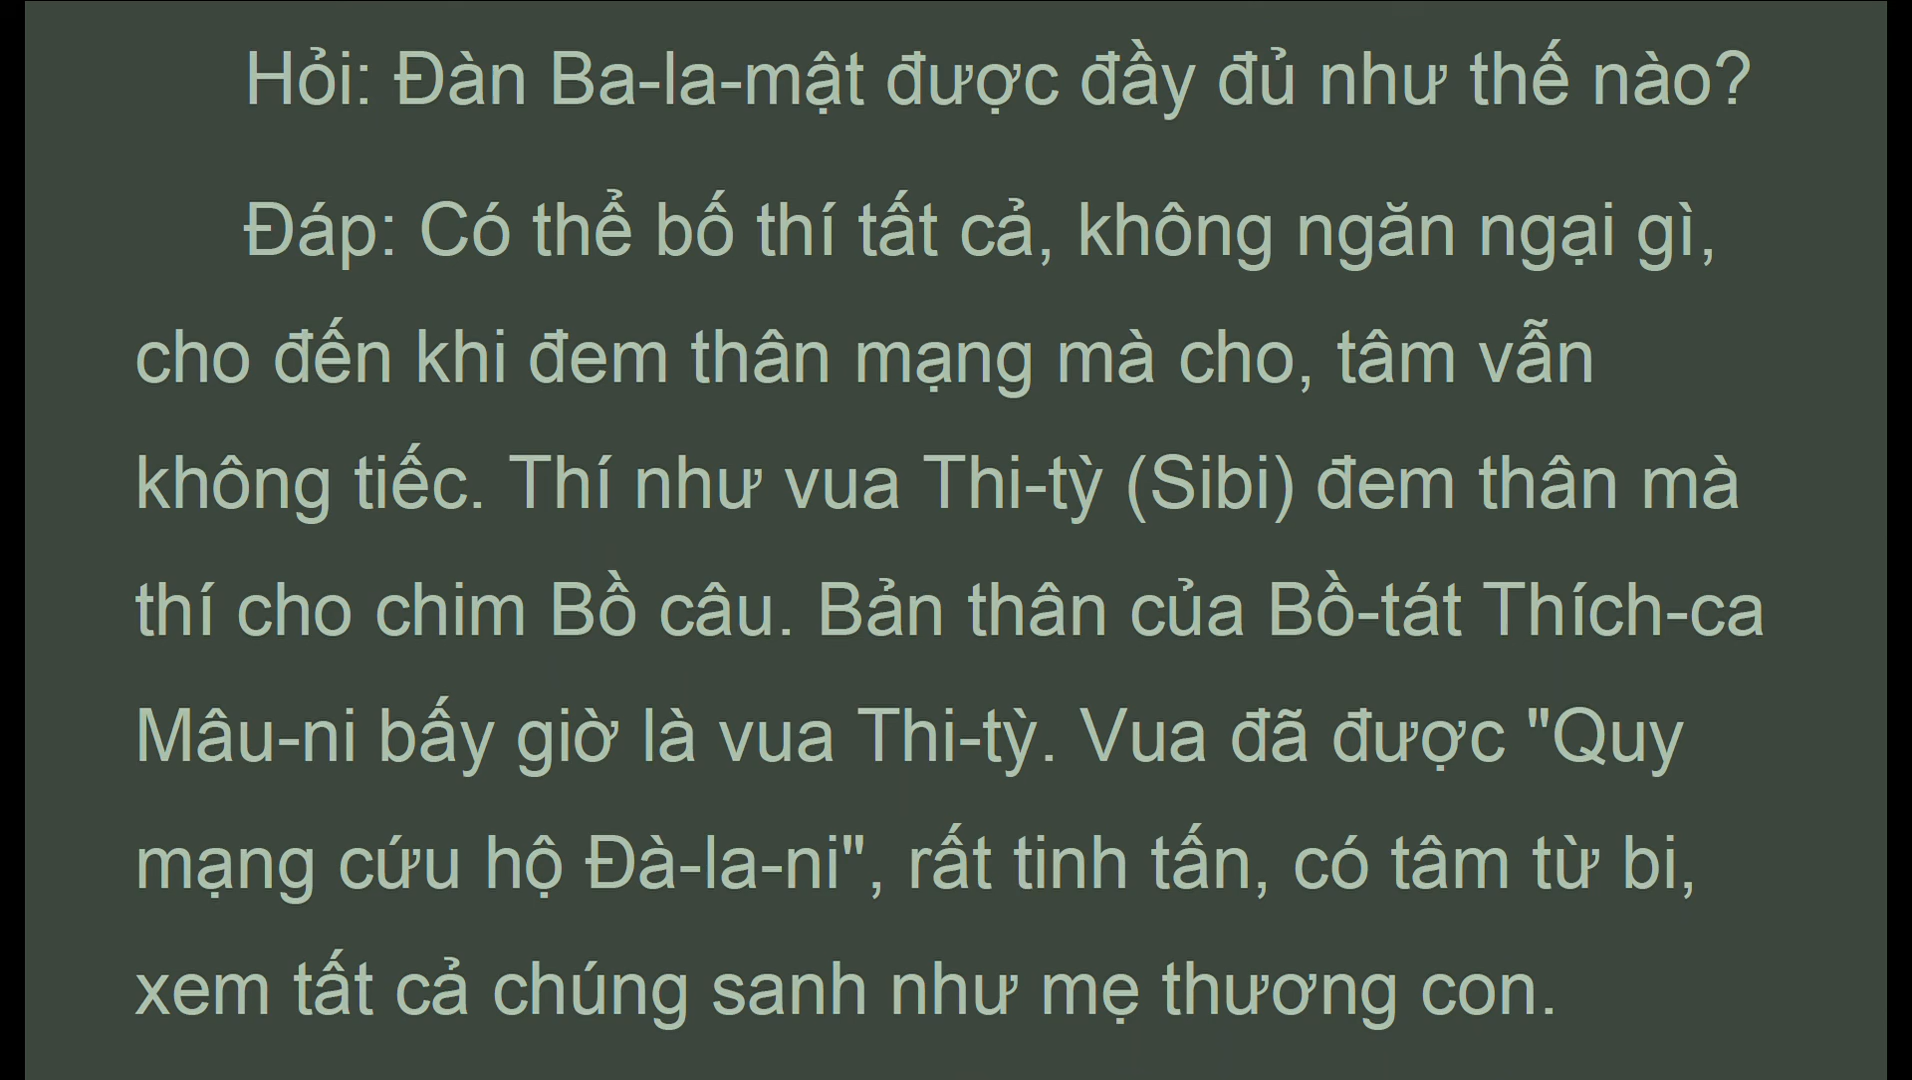 Hỏi: Đàn Ba-la-mật được đầy đủ như thế nào?
Đáp: Có thể bố thí tất cả, không ngăn ngại gì,
cho đến khi đem thân mạng mà cho, tâm vẫn
không tiếc. Thí như vua Thi-tỳ (Sibi) đem thân mà
thí cho chim Bồ câu. Bản thân của Bồ-tát Thích-ca
Mâu-ni bấy giờ là vua Thi-tỳ. Vua đã được "Quy
mạng cứu hộ Đà-la-ni", rất tinh tấn, có tâm từ bi,
xem tất cả chúng sanh như mẹ thương con.